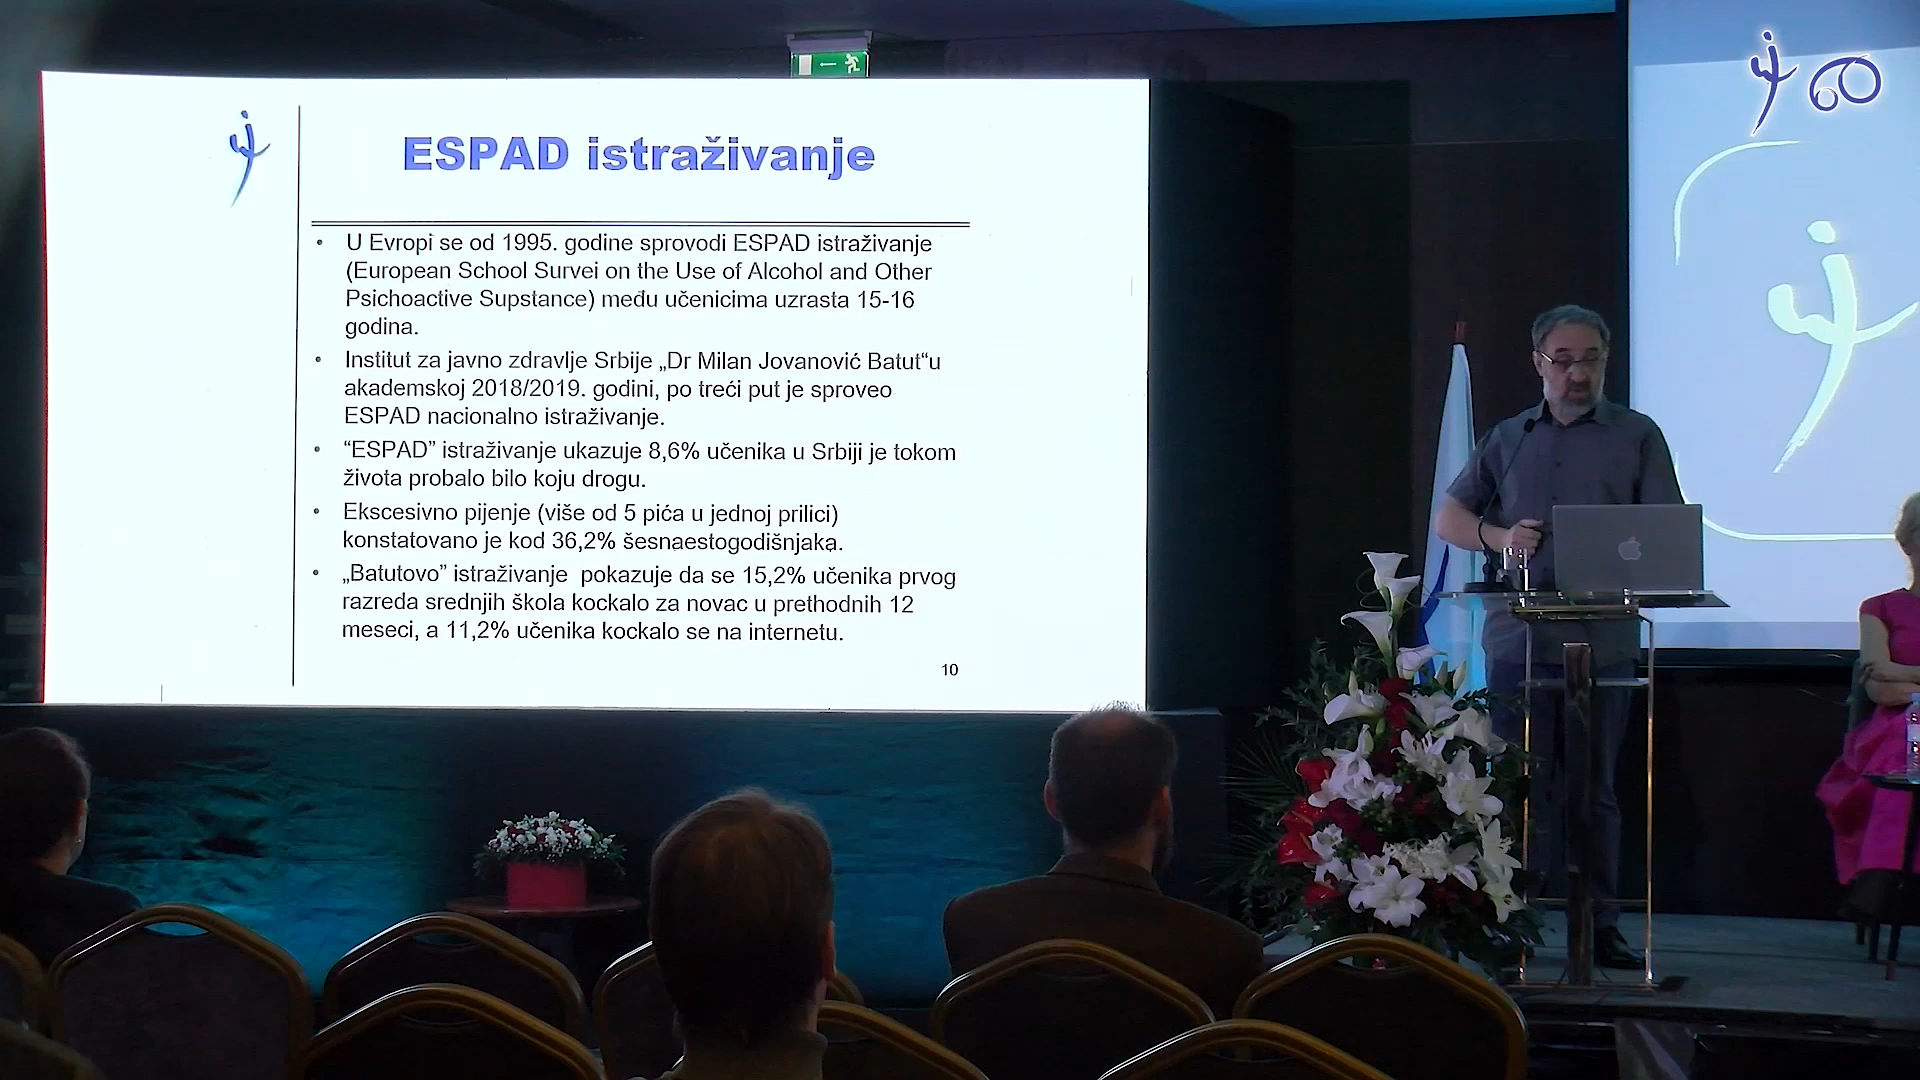 60
ESPAD istraživanje
• U Evropi se od 1995. godine sprovodi ESPAD istraživanje
(European School Survei on the Use of Alcohol and Other
Psichoactive Supstance) među učenicima uzrasta 15-16
godina.
• Institut za javno zdravlje Srbije „Dr Milan Jovanović Batut“u
akademskoj 2018/2019. godini, po treći put je sproveo
ESPAD nacionalno istraživanje.
• “ESPAD” istraživanje ukazuje 8,6% učenika u Srbiji je tokom
života probalo bilo koju drogu.
• Ekscesivno pijenje (više od 5 pića u jednoj prilici)
konstatovano je kod 36,2% šesnaestogodišnjaka.
• „Batutovo” istraživanje pokazuje da se 15,2% učenika prvog
razreda srednjih škola kockalo za novac u prethodnih 12
meseci, a 11,2% učenika kockalo se na internetu.
10